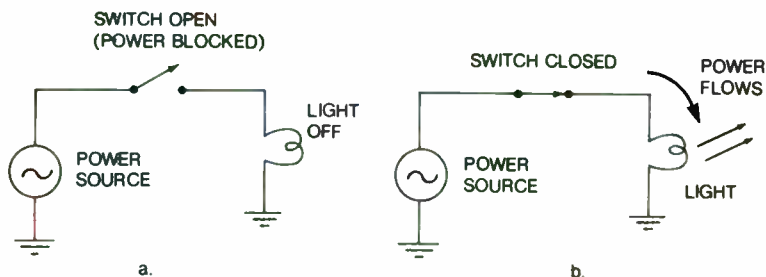 SWITCH OPEN
(POWER BLOCKED)
LIGHT
OFF
POWER
SOURCE
a.
SWITCH CLOSED
POWER
FLOWS
POWER
SOURCE
LIGHT
b.